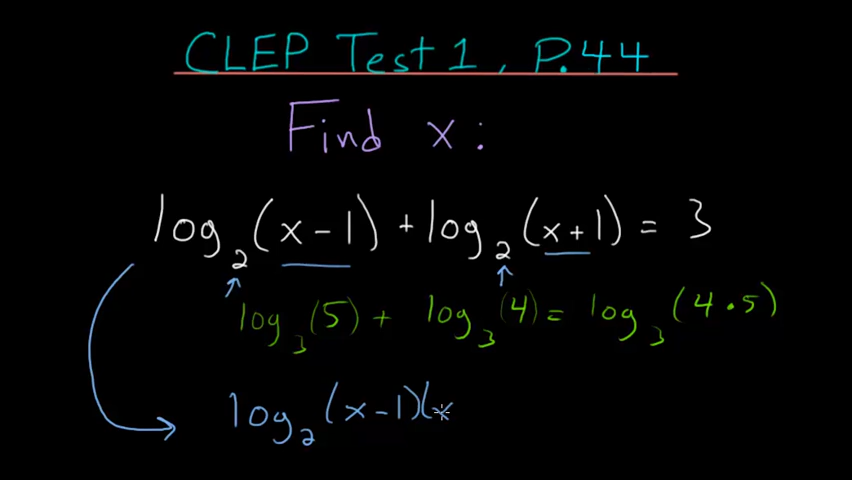 CLEP Test 1, P.44
Find x:
log₂(x-1) + log₂(x+1) = 3
log₃(5) + log₃(4) = log₃(4·5)
log₂(x-1)(x